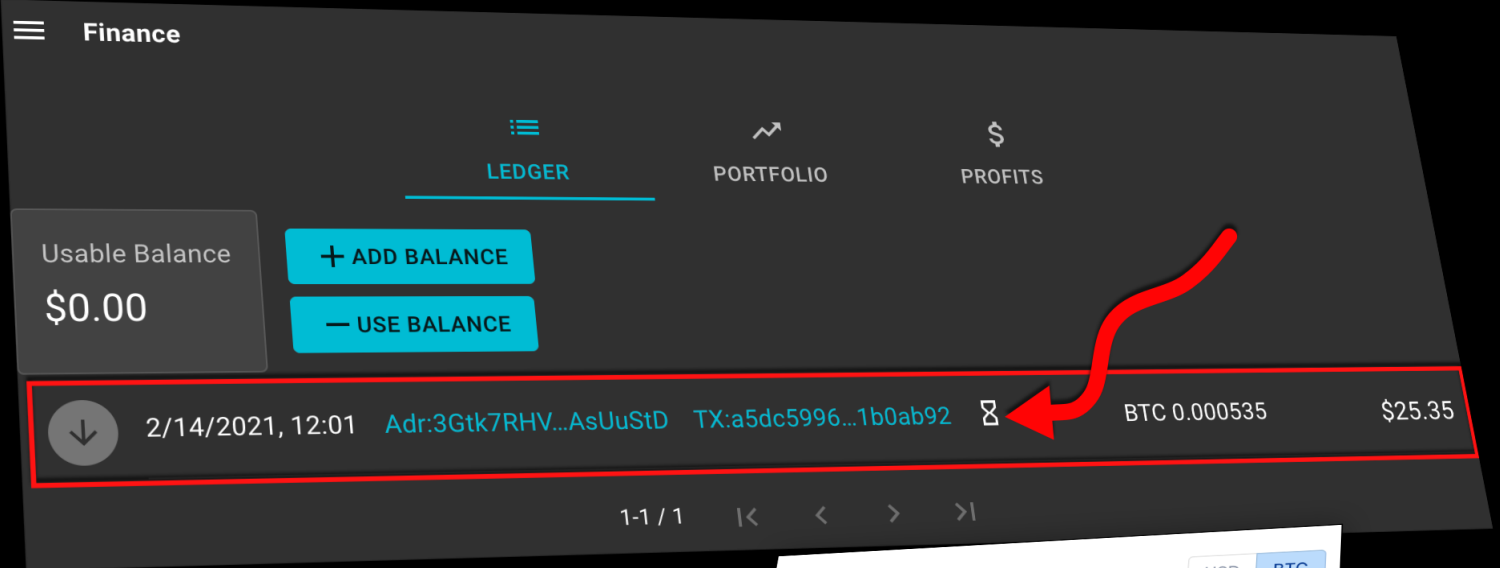 Finance
LEDGER
PORTFOLIO
PROFITS
Usable Balance
$0.00
ADD BALANCE
USE BALANCE
2/14/2021, 12:01 Adr:3Gtk7RHV...AsUuStD TX:a5dc5996...1b0ab92 BTC 0.000535 $25.35
1-1 / 1
BTC